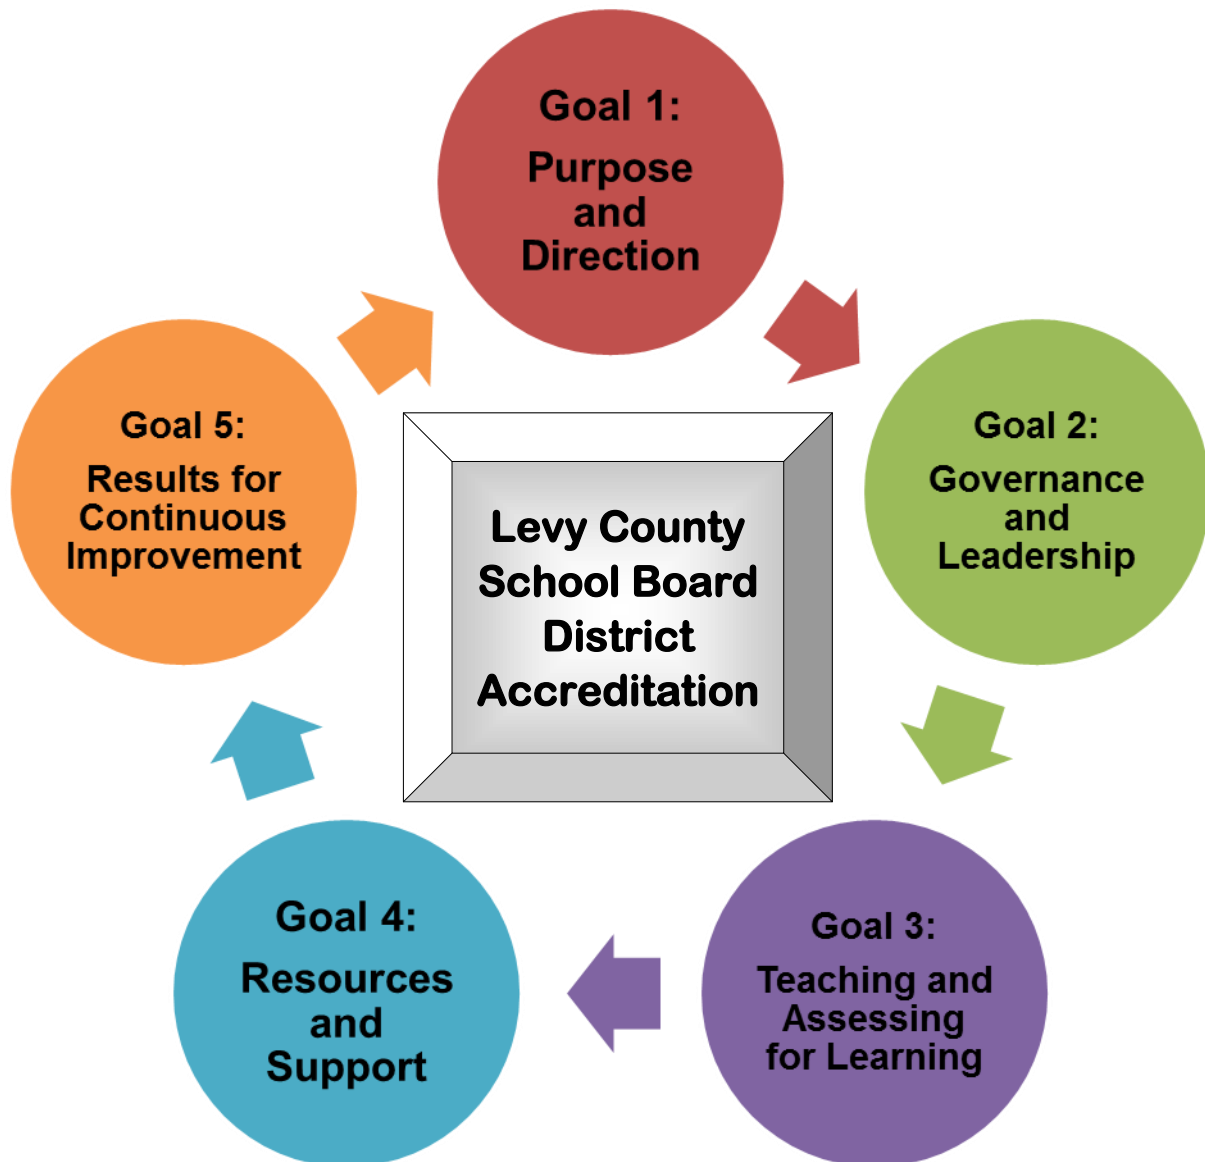 Goal 1:
Purpose
and
Direction
Goal 2:
Governance
and
Leadership
Goal 3:
Teaching and
Assessing
for Learning
Goal 4:
Resources
and
Support
Goal 5:
Results for
Continuous
Improvement
Levy County
School Board
District
Accreditation